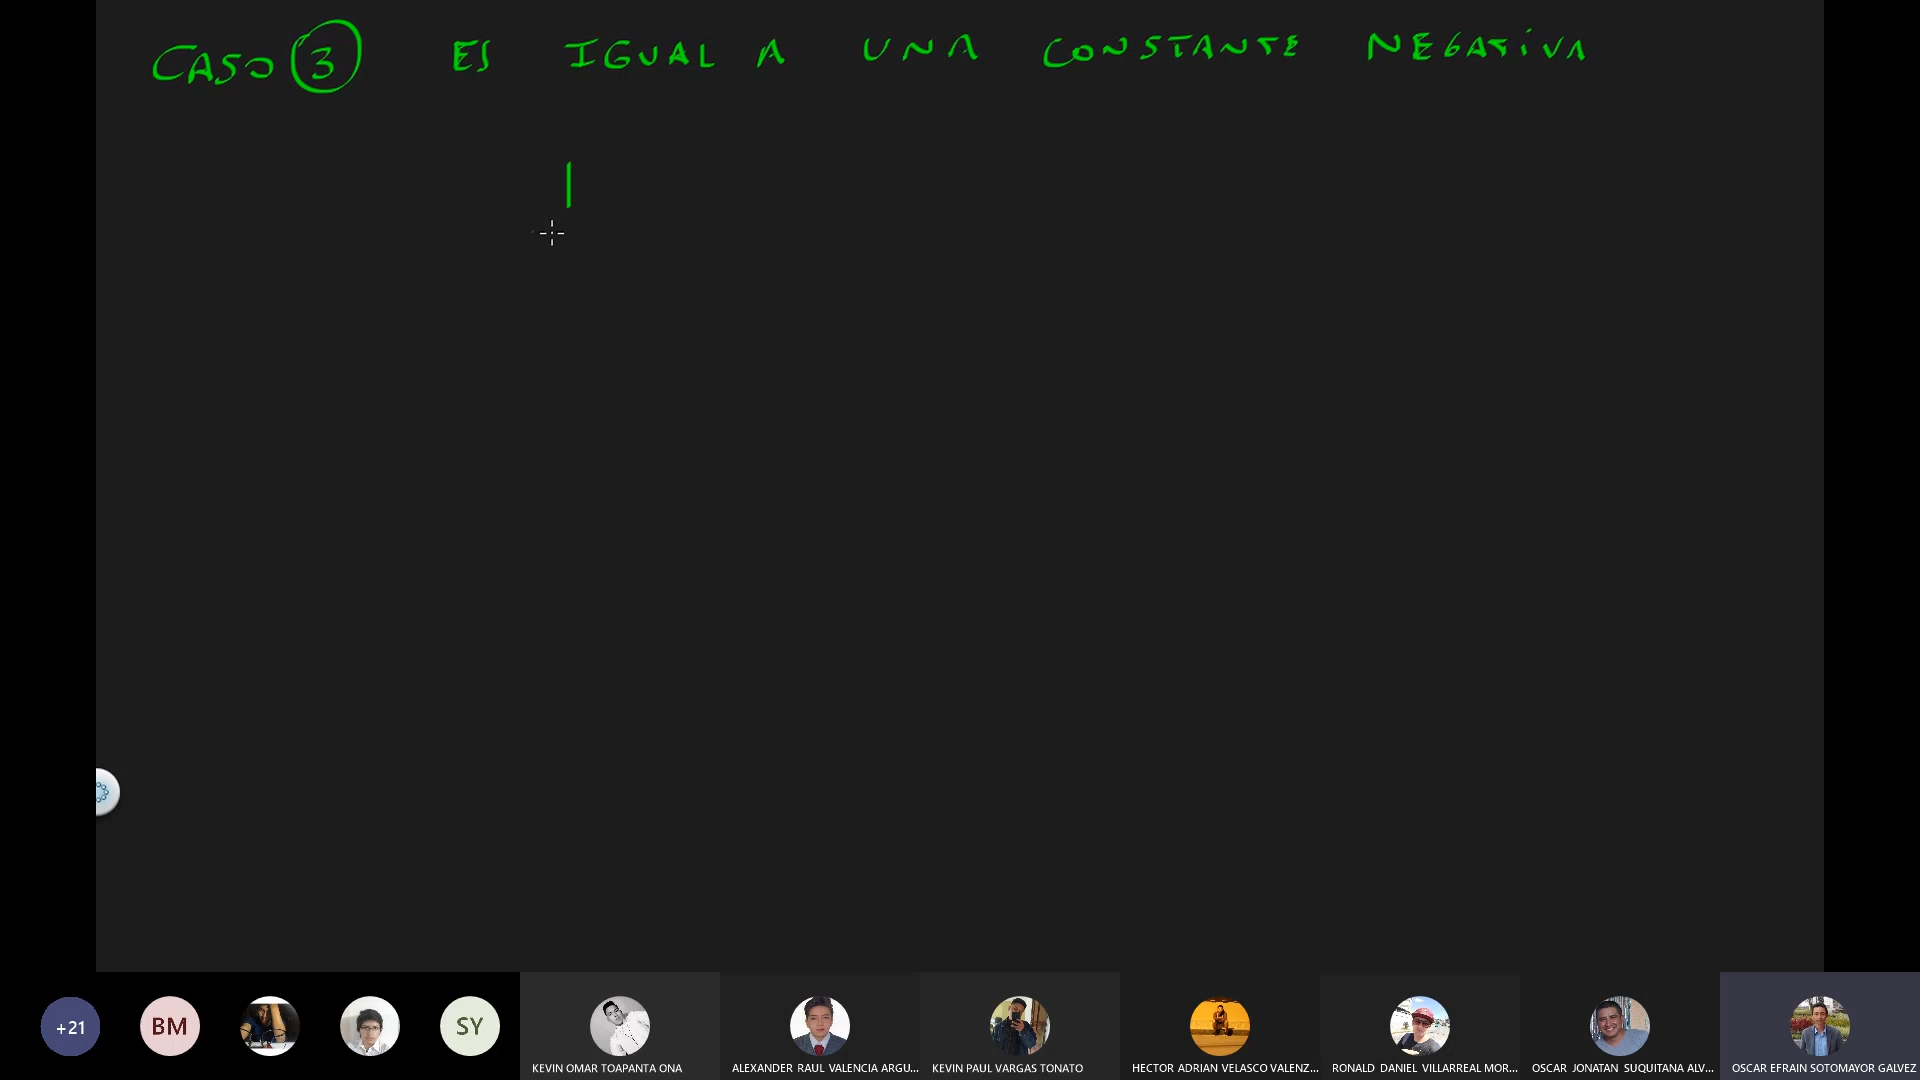 CASO 3 ES IGUAL A UNA CONSTANTE NEGATIVA
+21 BM SY
KEVIN OMAR TOAPANTA ONA ALEXANDER RAUL VALENCIA ARGU... KEVIN PAUL VARGAS TONATO HECTOR ADRIAN VELASCO VALENZ... RONALD DANIEL VILLARREAL MOR... OSCAR JONATAN SUQUITANA ALV... OSCAR EFRAIN SOTOMAYOR GALVEZ